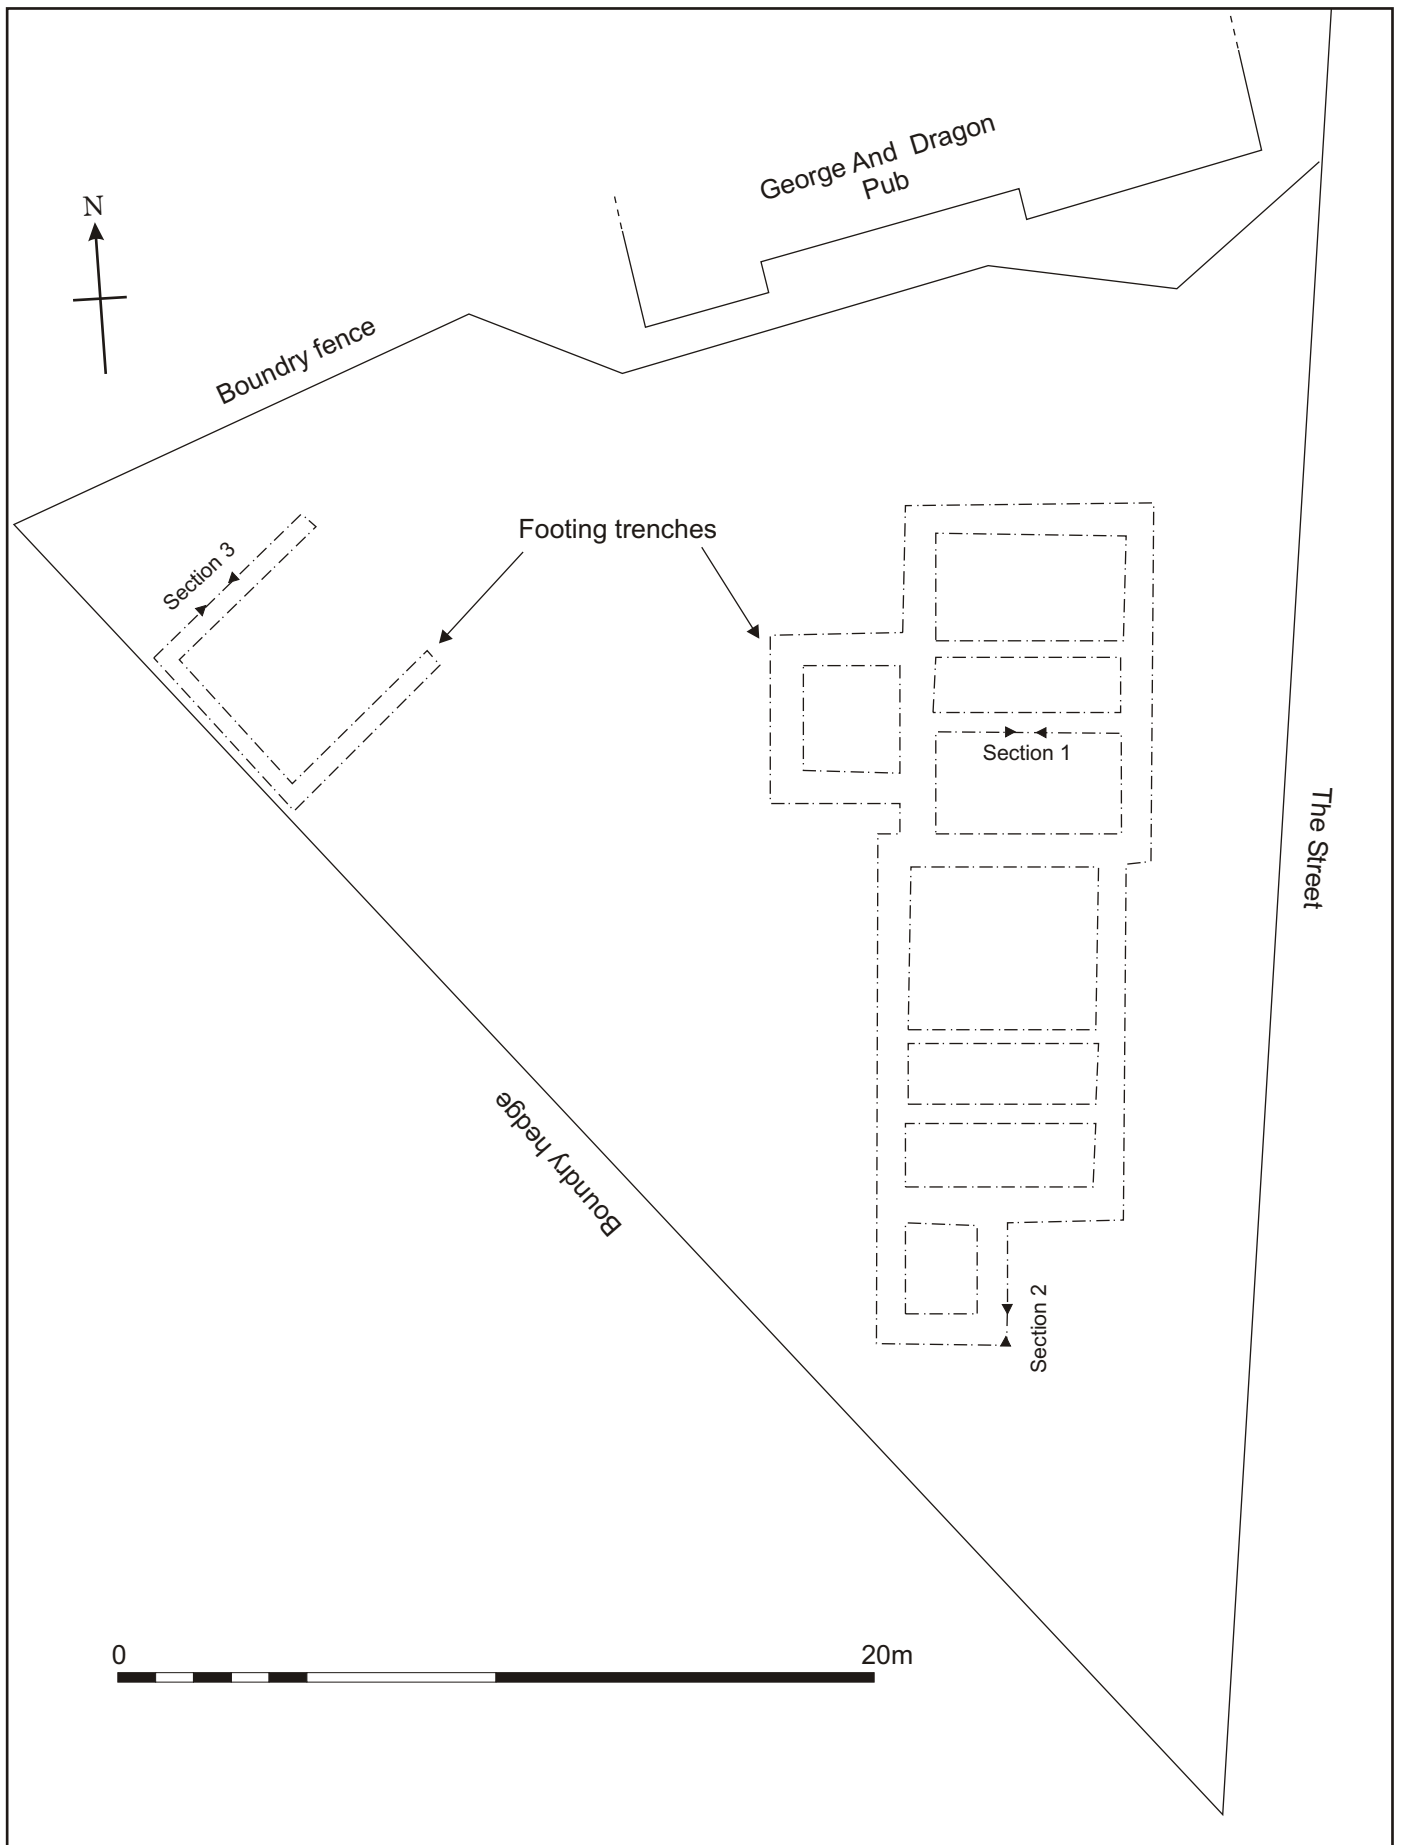 George And Dragon
Pub
N
Boundry fence
Footing trenches
Section 3
Section 1
The Street
Boundry hedge
Section 2
0
20m